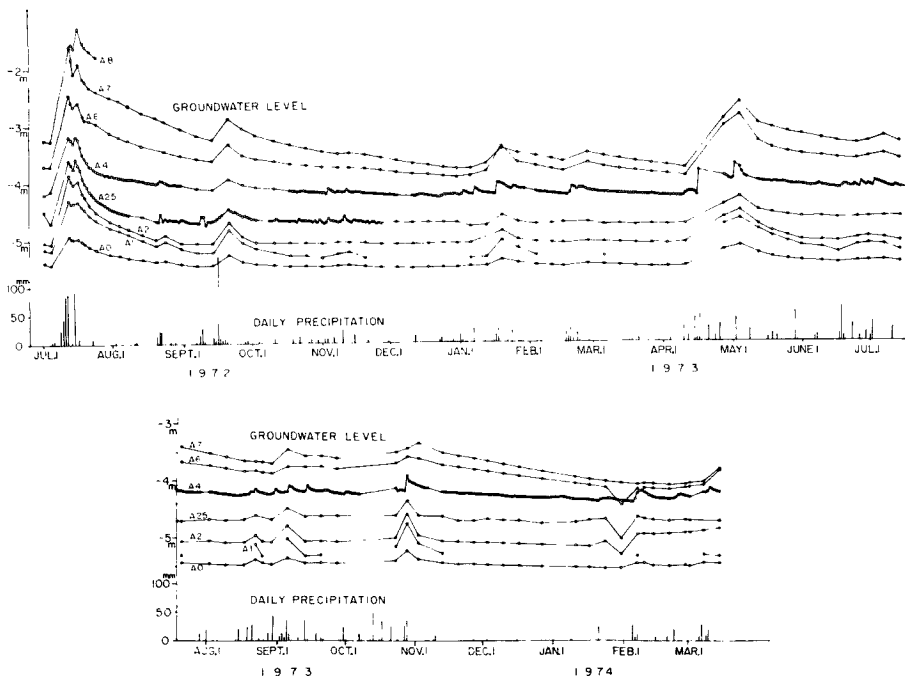 A8
-2
m
A7
GROUNDWATER LEVEL
A6
-3
m
A4
-4
m
A25
A2
A1
-5
m
A0
mm
100
50
0
DAILY PRECIPITATION
JUL.1 AUG.1 SEPT.1 OCT.1 NOV.1 DEC.1 JAN.1 FEB.1 MAR.1 APR.1 MAY1 JUNE1 JUL.1
1972 1973
-3
m
GROUNDWATER LEVEL
A7
A6
-4
m
A4
A25
A2
-5
m
A1
A0
mm
100
DAILY PRECIPITATION
50
0
AUG.1 SEPT.1 OCT.1 NOV.1 DEC.1 JAN.1 FEB.1 MAR.1
1973 1974